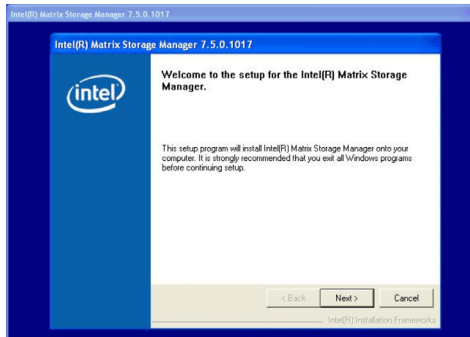 Intel(R) Matrix Storage Manager 7.5.0.1017
Intel(R) Matrix Storage Manager 7.5.0.1017
intel
Welcome to the setup for the Intel(R) Matrix Storage
Manager.
This setup program will install Intel(R) Matrix Storage Manager onto your
computer. It is strongly recommended that you exit all Windows programs
before continuing setup.
< Back Next > Cancel
Intel(R) Installation Frameworks